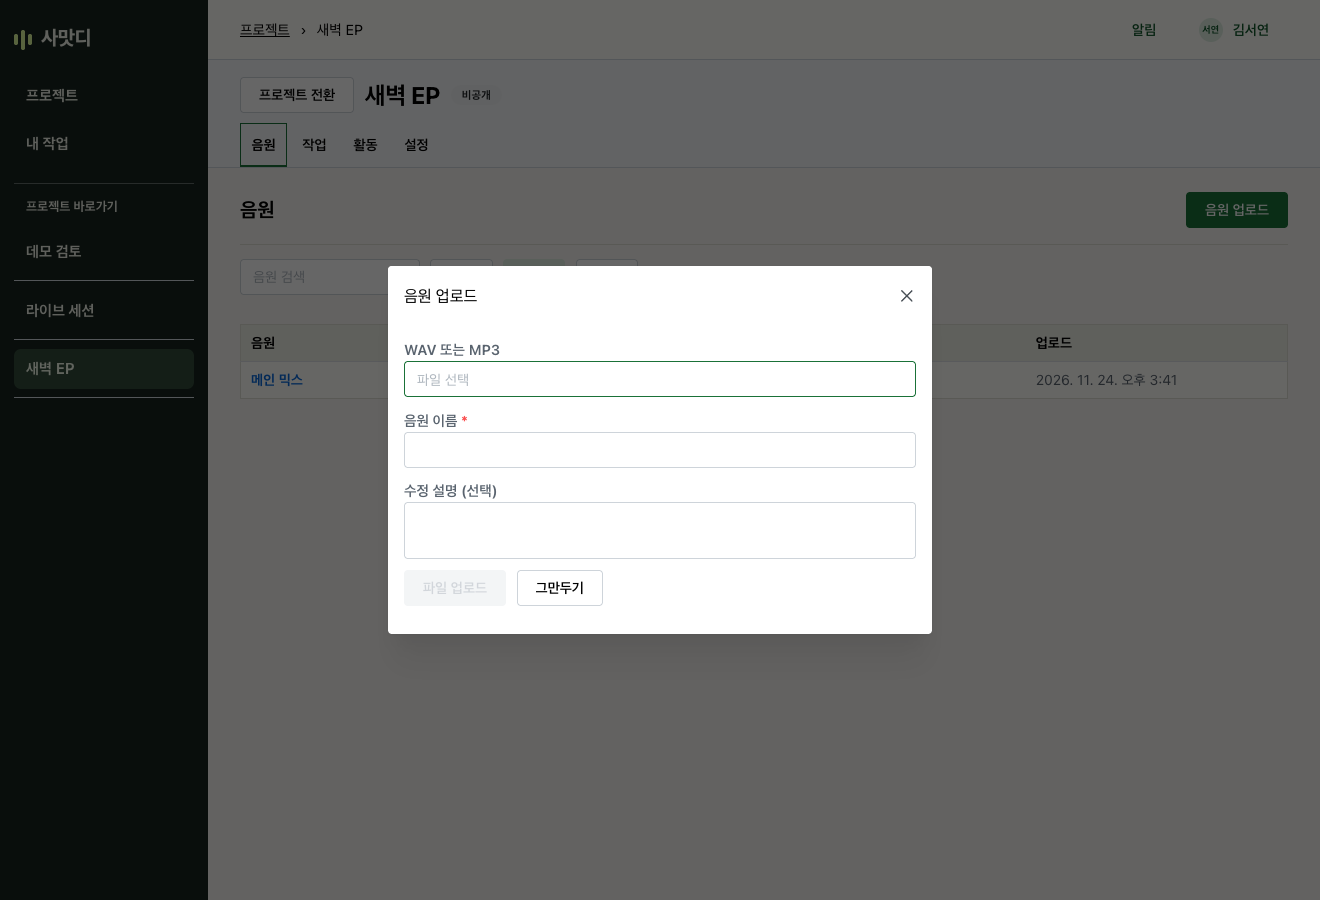 사맛디
프로젝트
내 작업
프로젝트 바로가기
데모 검토
라이브 세션
새벽 EP
프로젝트 › 새벽 EP
알림
서연 김서연
프로젝트 전환 새벽 EP 비공개
음원 작업 활동 설정
음원
음원 업로드
음원 검색
음원 업로드
메인 믹스 2026. 11. 24. 오후 3:41
음원 업로드
WAV 또는 MP3
파일 선택
음원 이름 *
수정 설명 (선택)
파일 업로드 그만두기